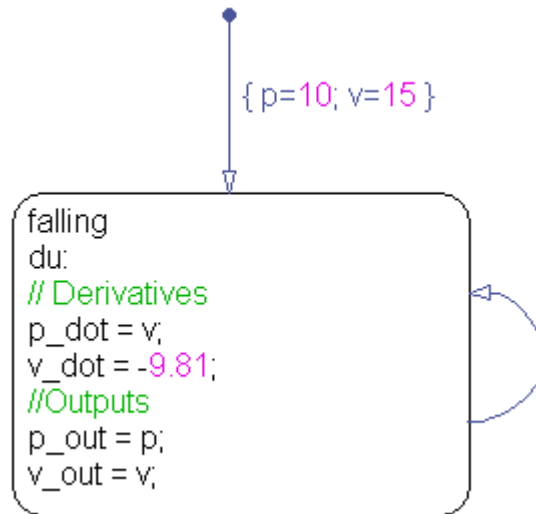 { p=10; v=15 }
falling
du:
// Derivatives
p_dot = v;
v_dot = -9.81;
//Outputs
p_out = p;
v_out = v;